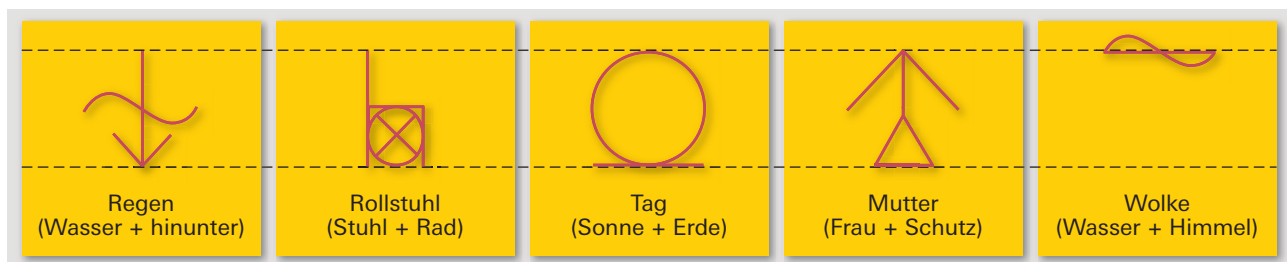 Regen
(Wasser + hinunter)
Rollstuhl
(Stuhl + Rad)
Tag
(Sonne + Erde)
Mutter
(Frau + Schutz)
Wolke
(Wasser + Himmel)